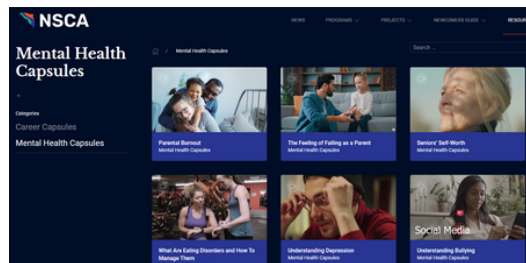 NSCA
NEWS PROGRAMS PROJECTS NEWCOMERS GUIDE RESOUR
Mental Health
Capsules
/ Mental Health Capsules
Search ...
Categories
Career Capsules
Mental Health Capsules
Parental Burnout
Mental Health Capsules
The Feeling of Failing as a Parent
Mental Health Capsules
Seniors' Self-Worth
Mental Health Capsules
Social Media
What Are Eating Disorders and How To
Manage Them
Understanding Depression
Mental Health Capsules
Understanding Bullying
Mental Health Capsules